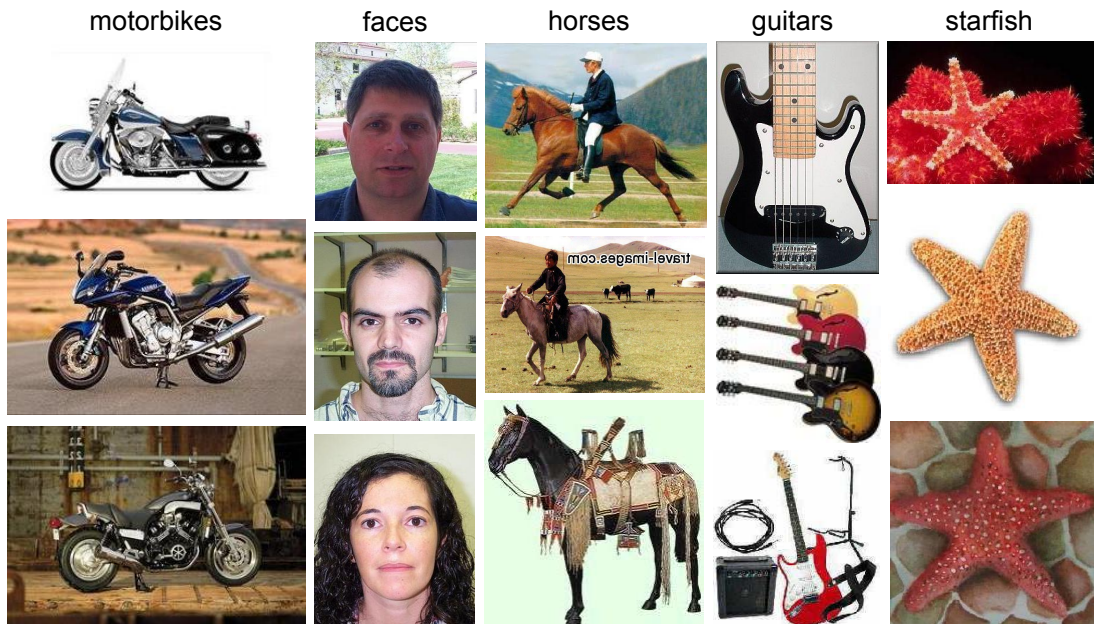 motorbikes
faces
horses
guitars
starfish
travel-images.com